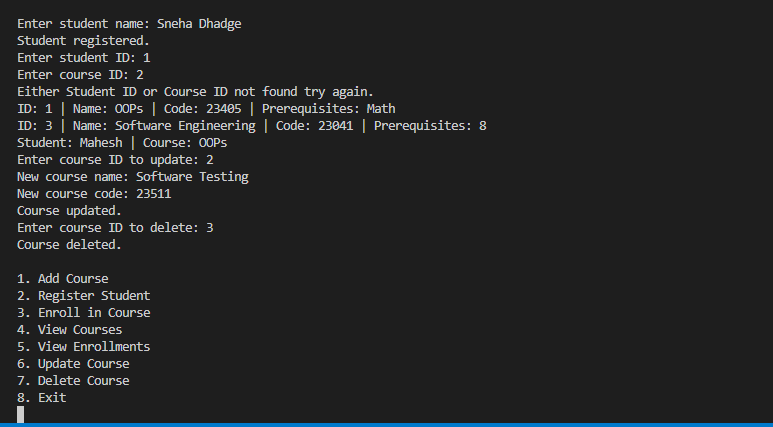 Enter student name: Sneha Dhadge
Student registered.
Enter student ID: 1
Enter course ID: 2
Either Student ID or Course ID not found try again.
ID: 1 | Name: OOPs | Code: 23405 | Prerequisites: Math
ID: 3 | Name: Software Engineering | Code: 23041 | Prerequisites: 8
Student: Mahesh | Course: OOPs
Enter course ID to update: 2
New course name: Software Testing
New course code: 23511
Course updated.
Enter course ID to delete: 3
Course deleted.
1. Add Course
2. Register Student
3. Enroll in Course
4. View Courses
5. View Enrollments
6. Update Course
7. Delete Course
8. Exit